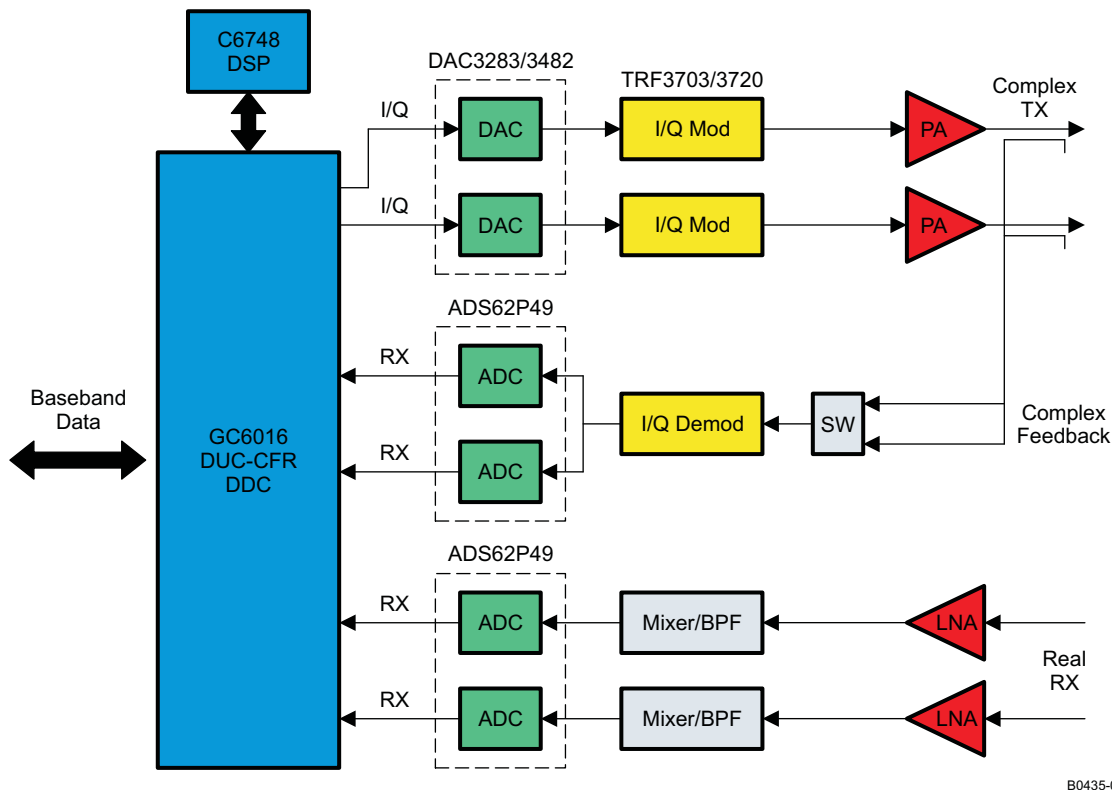 C6748
DSP
DAC3283/3482
TRF3703/3720
Complex
TX
I/Q
DAC
I/Q Mod
PA
I/Q
DAC
I/Q Mod
PA
ADS62P49
RX
ADC
Baseband
Data
GC6016
DUC-CFR
DDC
I/Q Demod
SW
Complex
Feedback
RX
ADC
ADS62P49
RX
ADC
Mixer/BPF
LNA
Real
RX
RX
ADC
Mixer/BPF
LNA